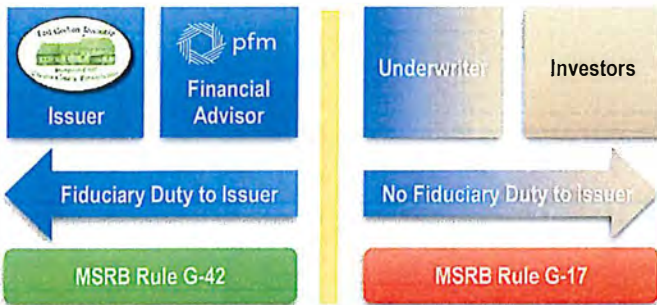 pfm
Issuer
Financial
Advisor
Underwriter
Investors
Fiduciary Duty to Issuer
No Fiduciary Duty to Issuer
MSRB Rule G-42
MSRB Rule G-17